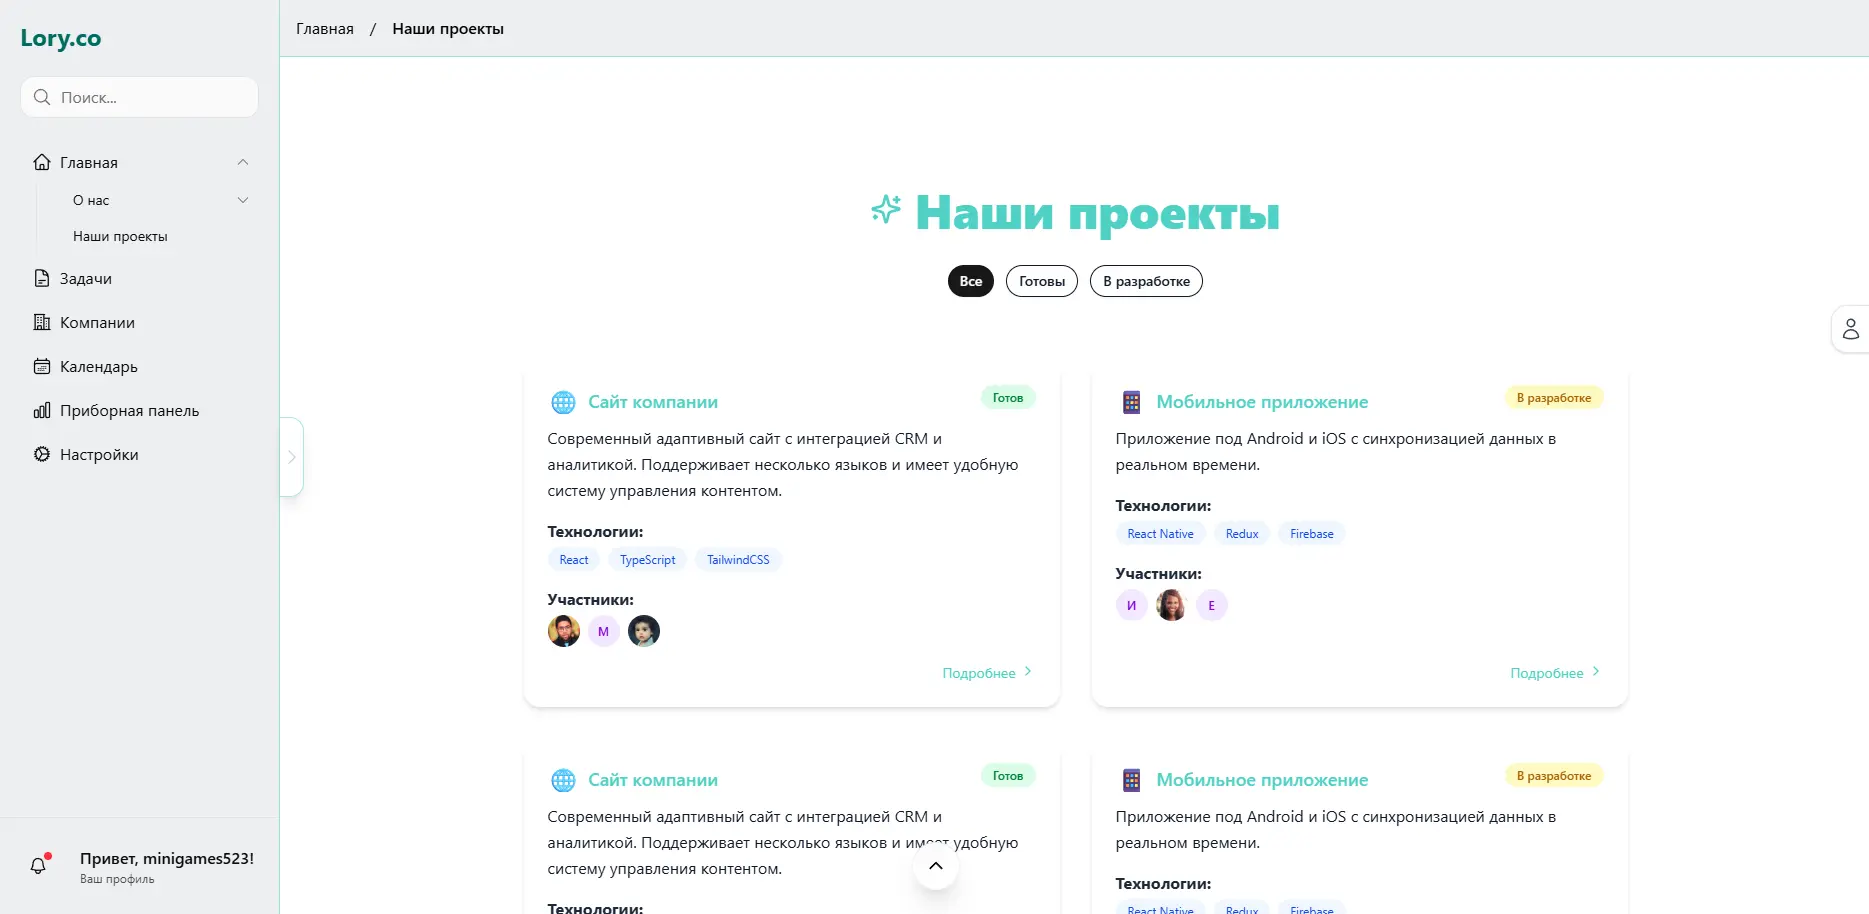 Lory.co
Поиск...
Главная
О нас
Наши проекты
Задачи
Компании
Календарь
Приборная панель
Настройки
Привет, minigames523!
Ваш профиль
Главная / Наши проекты
Наши проекты
Все Готовы В разработке
Сайт компании Готов
Современный адаптивный сайт с интеграцией CRM и
аналитикой. Поддерживает несколько языков и имеет удобную
систему управления контентом.
Технологии:
React TypeScript TailwindCSS
Участники:
М
Подробнее
Мобильное приложение В разработке
Приложение под Android и iOS с синхронизацией данных в
реальном времени.
Технологии:
React Native Redux Firebase
Участники:
И Е
Подробнее
Сайт компании Готов
Современный адаптивный сайт с интеграцией CRM и
аналитикой. Поддерживает несколько языков и имеет удобную
систему управления контентом.
Технологии:
Мобильное приложение В разработке
Приложение под Android и iOS с синхронизацией данных в
реальном времени.
Технологии:
React Native Redux Firebase